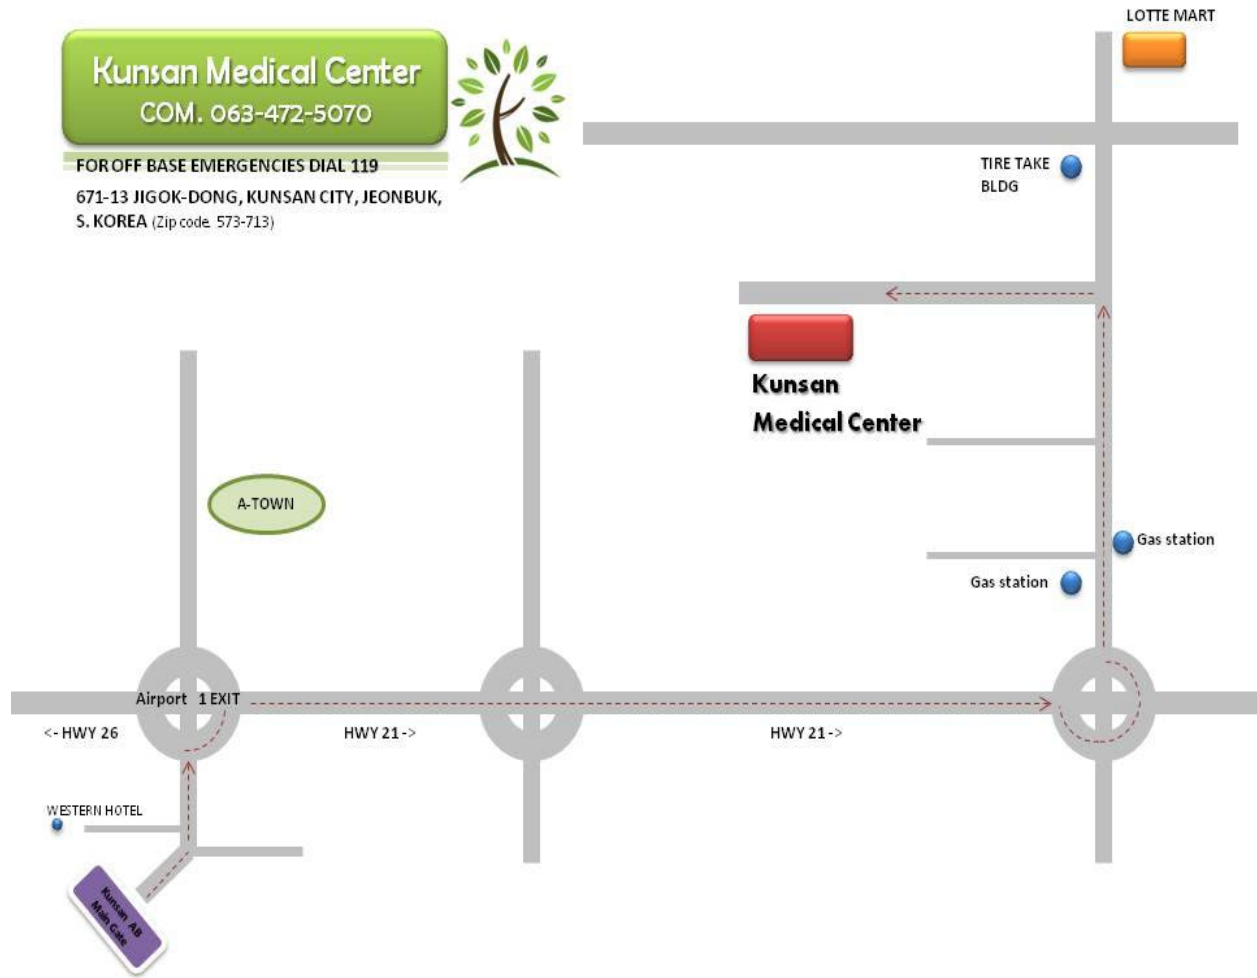 Kunsan Medical Center
COM. 063-472-5070
FOR OFF BASE EMERGENCIES DIAL 119
671-13 JIGOK-DONG, KUNSAN CITY, JEONBUK,
S. KOREA (Zip code 573-713)
LOTTE MART
TIRE TAKE
BLDG
Kunsan
Medical Center
A-TOWN
Gas station
Gas station
Airport 1 EXIT
<- HWY 26
HWY 21 ->
HWY 21 ->
WESTERN HOTEL
Kunsan AB
Main Gate